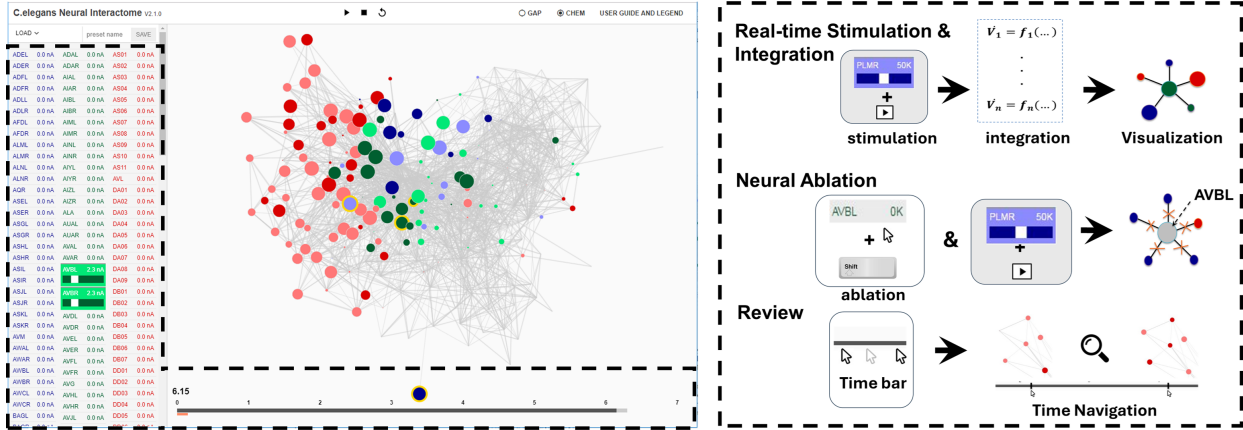 C.elegans Neural Interactome V2.1.0
GAP CHEM USER GUIDE AND LEGEND
LOAD preset name SAVE
ADEL 0.0 nA ADAL 0.0 nA AS01 0.0 nA
ADER 0.0 nA ADAR 0.0 nA AS02 0.0 nA
ADFL 0.0 nA AIAL 0.0 nA AS03 0.0 nA
ADFR 0.0 nA AIAR 0.0 nA AS04 0.0 nA
ADLL 0.0 nA AIBL 0.0 nA AS05 0.0 nA
ADLR 0.0 nA AIBR 0.0 nA AS06 0.0 nA
AFDL 0.0 nA AIML 0.0 nA AS07 0.0 nA
AFDR 0.0 nA AIMR 0.0 nA AS08 0.0 nA
ALML 0.0 nA AINL 0.0 nA AS09 0.0 nA
ALMR 0.0 nA AINR 0.0 nA AS10 0.0 nA
ALNL 0.0 nA AIYL 0.0 nA AS11 0.0 nA
ALNR 0.0 nA AIYR 0.0 nA AVL 0.0 nA
AQR 0.0 nA AIZL 0.0 nA DA01 0.0 nA
ASEL 0.0 nA AIZR 0.0 nA DA02 0.0 nA
ASER 0.0 nA ALA 0.0 nA DA03 0.0 nA
ASGL 0.0 nA AUAL 0.0 nA DA04 0.0 nA
ASGR 0.0 nA AUAR 0.0 nA DA05 0.0 nA
ASHL 0.0 nA AVAL 0.0 nA DA06 0.0 nA
ASHR 0.0 nA AVAR 0.0 nA DA07 0.0 nA
ASIL 0.0 nA AVBL 2.3 nA DA08 0.0 nA
ASIR 0.0 nA DA09 0.0 nA
ASJL 0.0 nA AVBR 2.3 nA DB01 0.0 nA
ASJR 0.0 nA DB02 0.0 nA
ASKL 0.0 nA AVDL 0.0 nA DB03 0.0 nA
ASKR 0.0 nA AVDR 0.0 nA DB04 0.0 nA
AVM 0.0 nA AVEL 0.0 nA DB05 0.0 nA
AWAL 0.0 nA AVER 0.0 nA DB06 0.0 nA
AWAR 0.0 nA AVFL 0.0 nA DB07 0.0 nA
AWBL 0.0 nA AVFR 0.0 nA DD01 0.0 nA
AWBR 0.0 nA AVG 0.0 nA DD02 0.0 nA
AWCL 0.0 nA AVHL 0.0 nA DD03 0.0 nA
AWCR 0.0 nA AVHR 0.0 nA DD04 0.0 nA
BAGL 0.0 nA AVJL 0.0 nA DD05 0.0 nA
6.15
0 1 2 3 4 5 6 7
Real-time Stimulation &
Integration
PLMR 50K
+
stimulation
V̇1 = f1(...)
.
.
.
V̇n = fn(...)
integration
Visualization
Neural Ablation
AVBL 0K
+
Shift
ablation
&
PLMR 50K
+
AVBL
Review
Time bar
Time Navigation